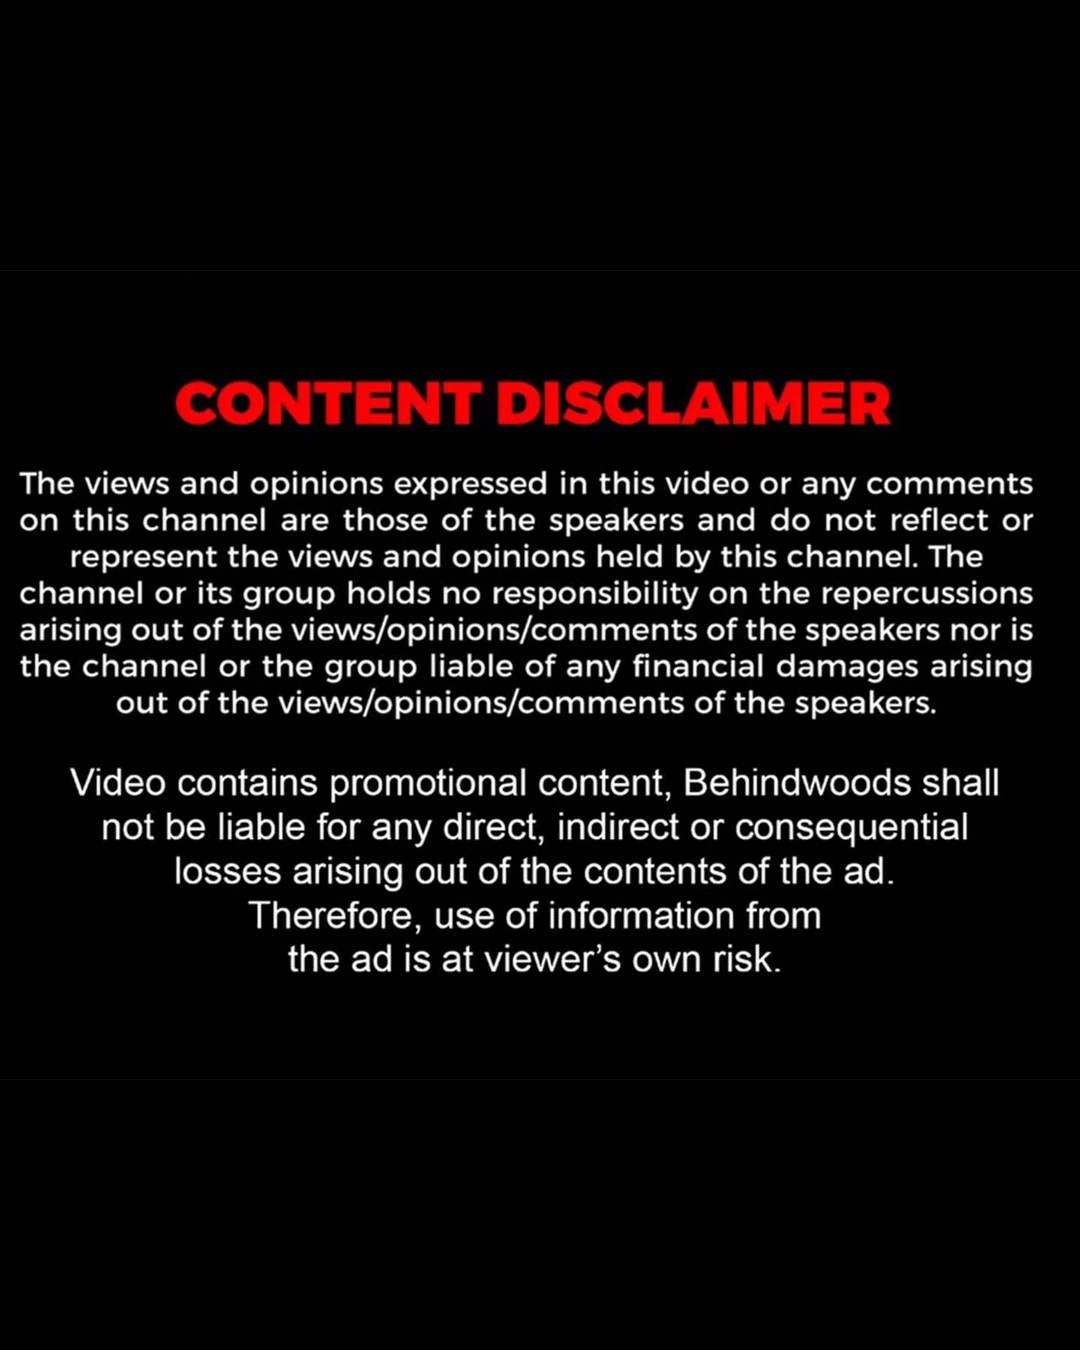 CONTENT DISCLAIMER
The views and opinions expressed in this video or any comments
on this channel are those of the speakers and do not reflect or
represent the views and opinions held by this channel. The
channel or its group holds no responsibility on the repercussions
arising out of the views/opinions/comments of the speakers nor is
the channel or the group liable of any financial damages arising
out of the views/opinions/comments of the speakers.
Video contains promotional content, Behindwoods shall
not be liable for any direct, indirect or consequential
losses arising out of the contents of the ad.
Therefore, use of information from
the ad is at viewer’s own risk.